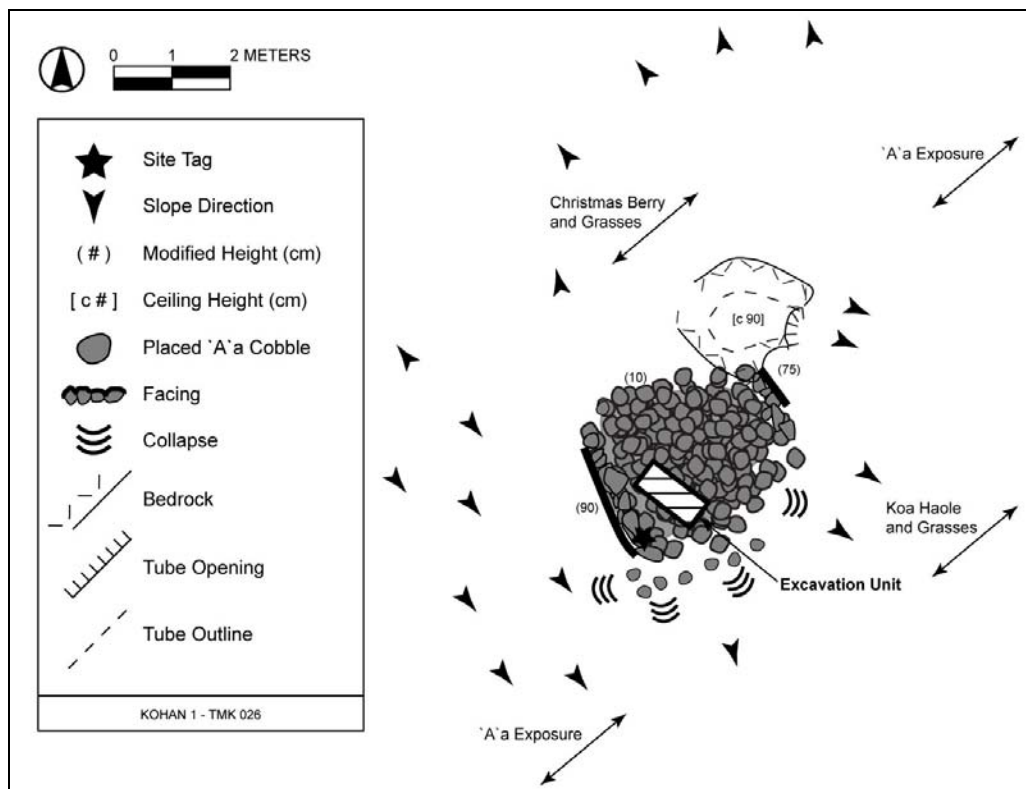 0 1 2 METERS
Site Tag
Slope Direction
( # ) Modified Height (cm)
[ c # ] Ceiling Height (cm)
Placed `A`a Cobble
Facing
Collapse
Bedrock
Tube Opening
Tube Outline
KOHAN 1 - TMK 026
`A`a Exposure
Christmas Berry
and Grasses
[c 90]
(75)
(10)
(90)
Koa Haole
and Grasses
Excavation Unit
`A`a Exposure